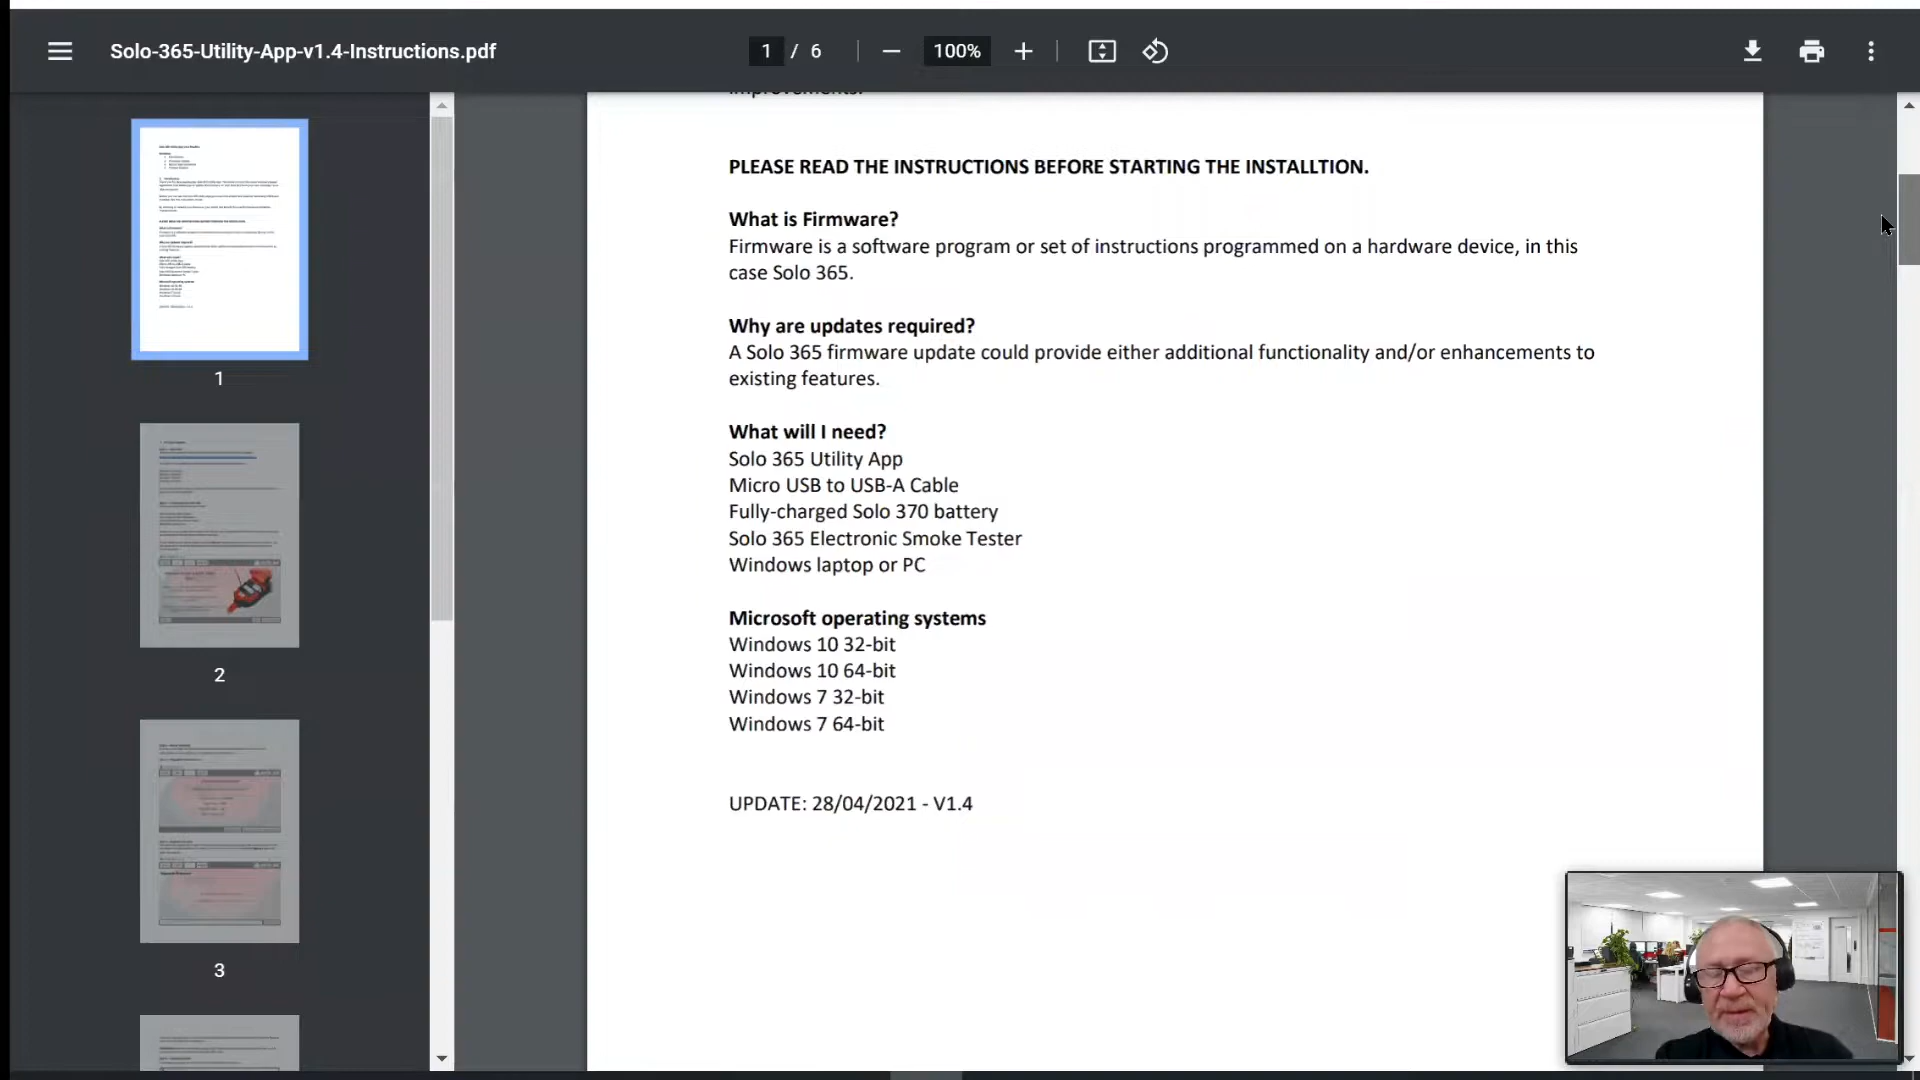 Solo-365-Utility-App-v1.4-Instructions.pdf
1 / 6
100%
improvements.
PLEASE READ THE INSTRUCTIONS BEFORE STARTING THE INSTALLTION.
What is Firmware?
Firmware is a software program or set of instructions programmed on a hardware device, in this
case Solo 365.
Why are updates required?
A Solo 365 firmware update could provide either additional functionality and/or enhancements to
existing features.
What will I need?
Solo 365 Utility App
Micro USB to USB-A Cable
Fully-charged Solo 370 battery
Solo 365 Electronic Smoke Tester
Windows laptop or PC
Microsoft operating systems
Windows 10 32-bit
Windows 10 64-bit
Windows 7 32-bit
Windows 7 64-bit
UPDATE: 28/04/2021 - V1.4
1
2
3